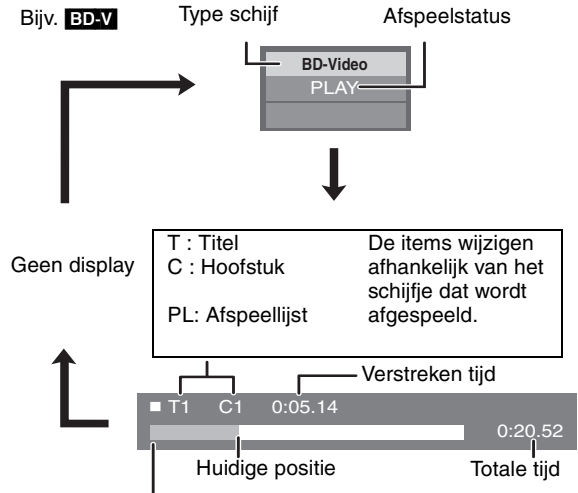 Bijv. BD-V
Type schijf
Afspeelstatus
BD-Video
PLAY
Geen display
T : Titel
C : Hoofstuk
PL: Afspeellijst
De items wijzigen
afhankelijk van het
schijfje dat wordt
afgespeeld.
Verstreken tijd
T1 C1 0:05.14
0:20.52
Huidige positie
Totale tijd